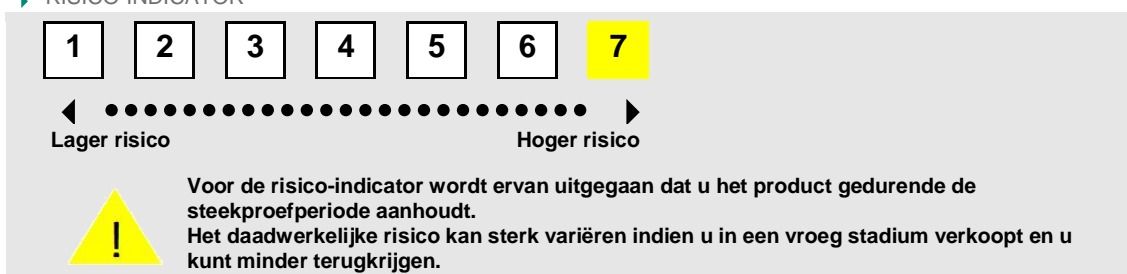 RISICO-INDICATOR
1 2 3 4 5 6 7
Lager risico Hoger risico
Voor de risico-indicator wordt ervan uitgegaan dat u het product gedurende de
steekproefperiode aanhoudt.
!
Het daadwerkelijke risico kan sterk variëren indien u in een vroeg stadium verkoopt en u
kunt minder terugkrijgen.